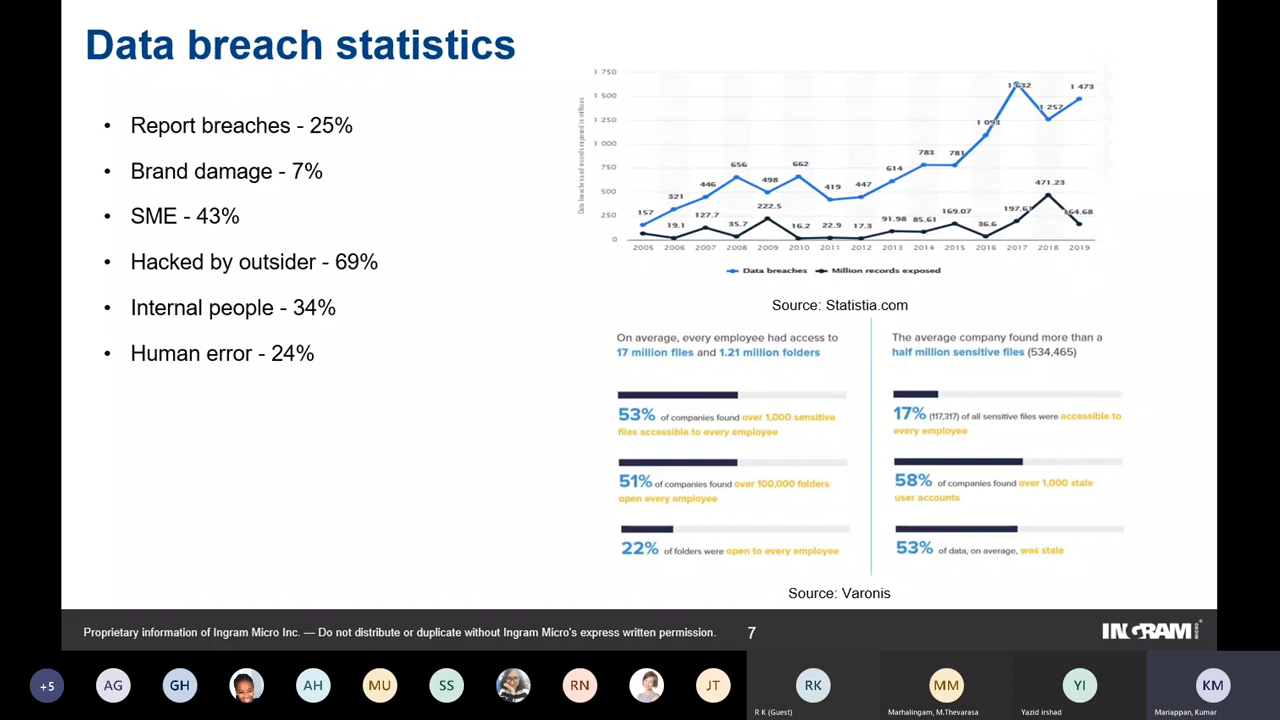 Data breach statistics
• Report breaches - 25%
• Brand damage - 7%
• SME - 43%
• Hacked by outsider - 69%
• Internal people - 34%
• Human error - 24%
Data breaches and records exposed in millions
1 750
1 500
1 250
1 000
750
500
250
0
157
321
446
656
498
662
419
447
614
783
781
1 093
1 632
1 257
1 473
19.1
127.7
35.7
222.5
16.2
22.9
17.3
91.98
85.61
169.07
36.6
197.61
471.23
164.68
2005 2006 2007 2008 2009 2010 2011 2012 2013 2014 2015 2016 2017 2018 2019
Data breaches Million records exposed
Source: Statistia.com
On average, every employee had access to
17 million files and 1.21 million folders
53% of companies found over 1,000 sensitive
files accessible to every employee
51% of companies found over 100,000 folders
open every employee
22% of folders were open to every employee
The average company found more than a
half million sensitive files (534,465)
17% (117,317) of all sensitive files were accessible to
every employee
58% of companies found over 1,000 stale
user accounts
53% of data, on average, was stale
Source: Varonis
Proprietary information of Ingram Micro Inc. — Do not distribute or duplicate without Ingram Micro's express written permission.
7
INGRAM MICRO
+5
AG
GH
AH
MU
SS
RN
JT
RK
R K (Guest)
MM
Marhalingam, M.Thevarasa
YI
Yazid irshad
KM
Mariappan, Kumar